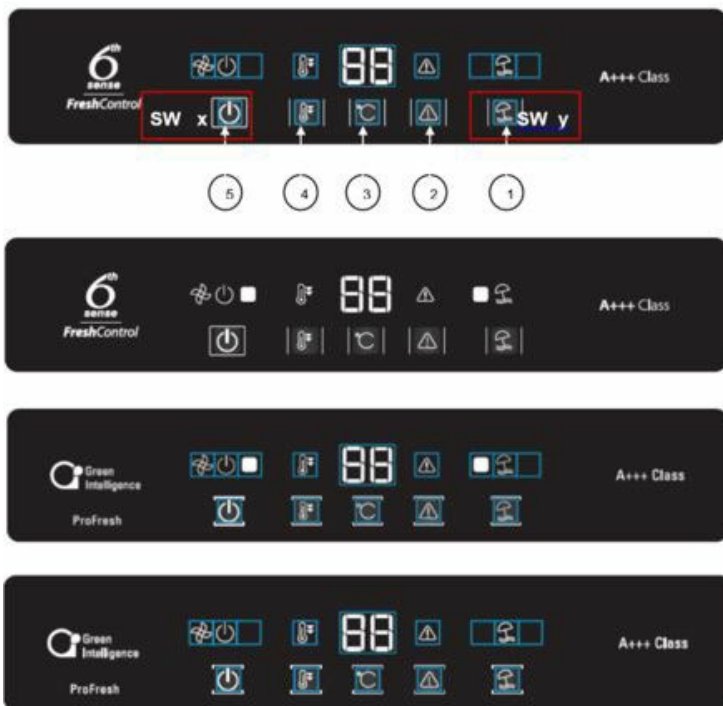 6th
sense
FreshControl
88
A+++ Class
SW x
°C
SW y
5
4
3
2
1
6th
sense
FreshControl
88
A+++ Class
°C
Green
Intelligence
ProFresh
88
A+++ Class
°C
Green
Intelligence
ProFresh
88
A+++ Class
°C